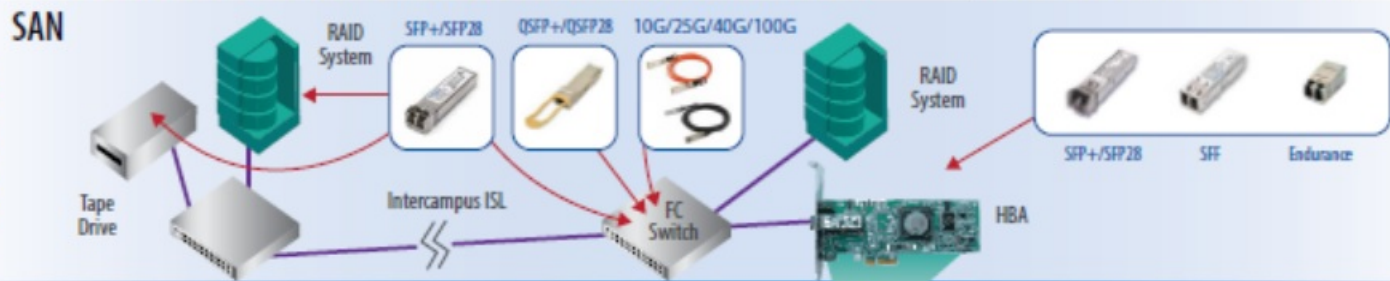 SAN
RAID
System
SFP+/SFP28
QSFP+/QSFP28
10G/25G/40G/100G
RAID
System
SFP+/SFP28
SFF
Endurance
Tape
Drive
Intercampus ISL
FC
Switch
HBA